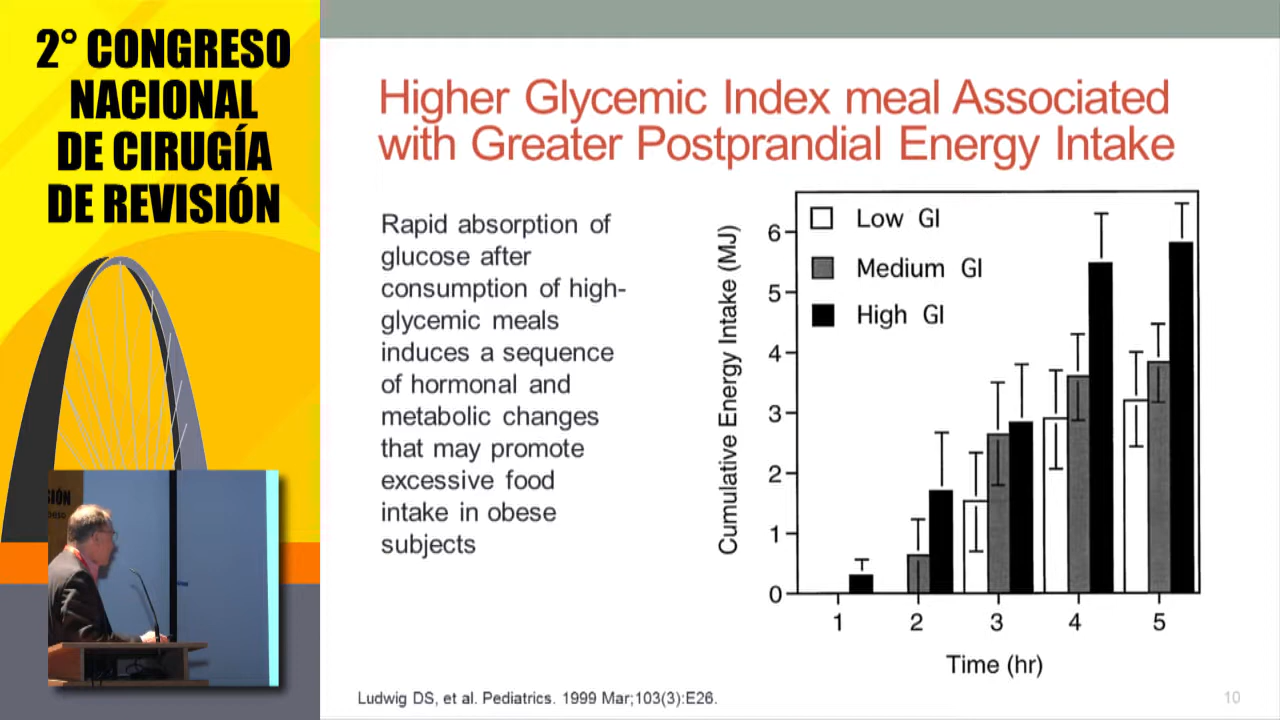 2° CONGRESO
NACIONAL
DE CIRUGÍA
DE REVISIÓN
Higher Glycemic Index meal Associated
with Greater Postprandial Energy Intake
Rapid absorption of
glucose after
consumption of high-
glycemic meals
induces a sequence
of hormonal and
metabolic changes
that may promote
excessive food
intake in obese
subjects
Low GI
Medium GI
High GI
Cumulative Energy Intake (MJ)
6
5
4
3
2
1
0
1 2 3 4 5
Time (hr)
Ludwig DS, et al. Pediatrics. 1999 Mar;103(3):E26.
10